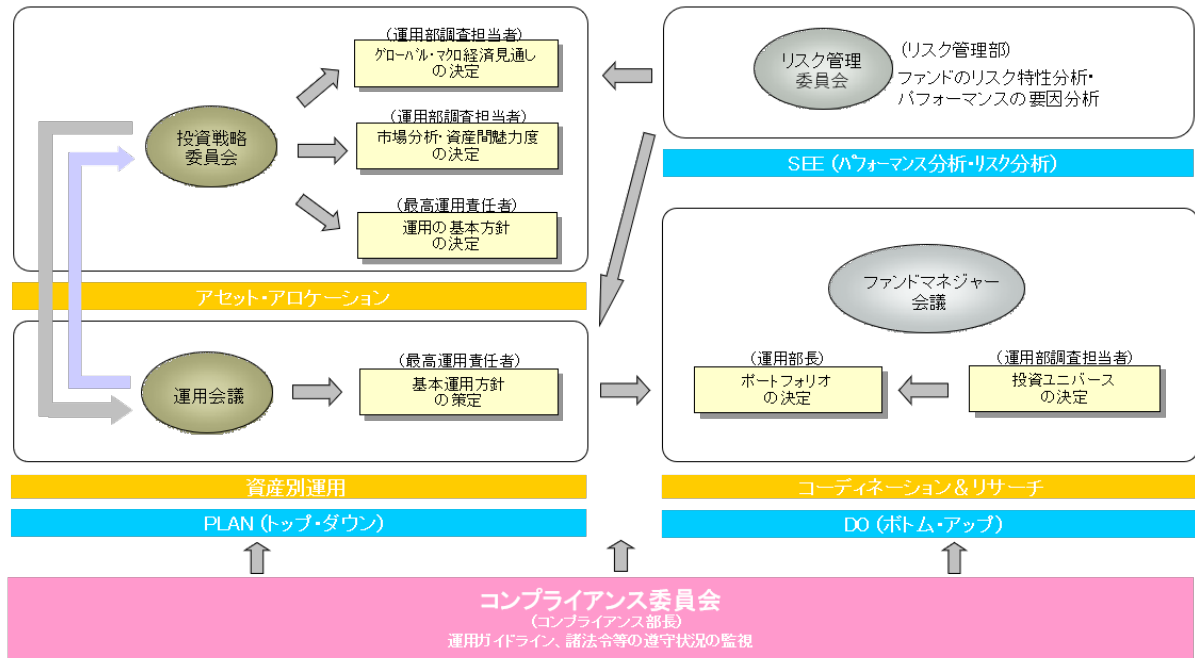 (運用部調査担当者)
グローバル・マクロ経済見通し
の決定
投資戦略
委員会
(運用部調査担当者)
市場分析・資産間魅力度
の決定
(最高運用責任者)
運用の基本方針
の決定
アセット・アロケーション
運用会議
(最高運用責任者)
基本運用方針
の策定
資産別運用
PLAN (トップ・ダウン)
リスク管理
委員会
(リスク管理部)
ファンドのリスク特性分析・
パフォーマンスの要因分析
SEE (パフォーマンス分析・リスク分析)
ファンドマネジャー
会議
(運用部長)
ポートフォリオ
の決定
(運用部調査担当者)
投資ユニバース
の決定
コーディネーション&リサーチ
DO (ボトム・アップ)
コンプライアンス委員会
(コンプライアンス部長)
運用ガイドライン、諸法令等の遵守状況の監視